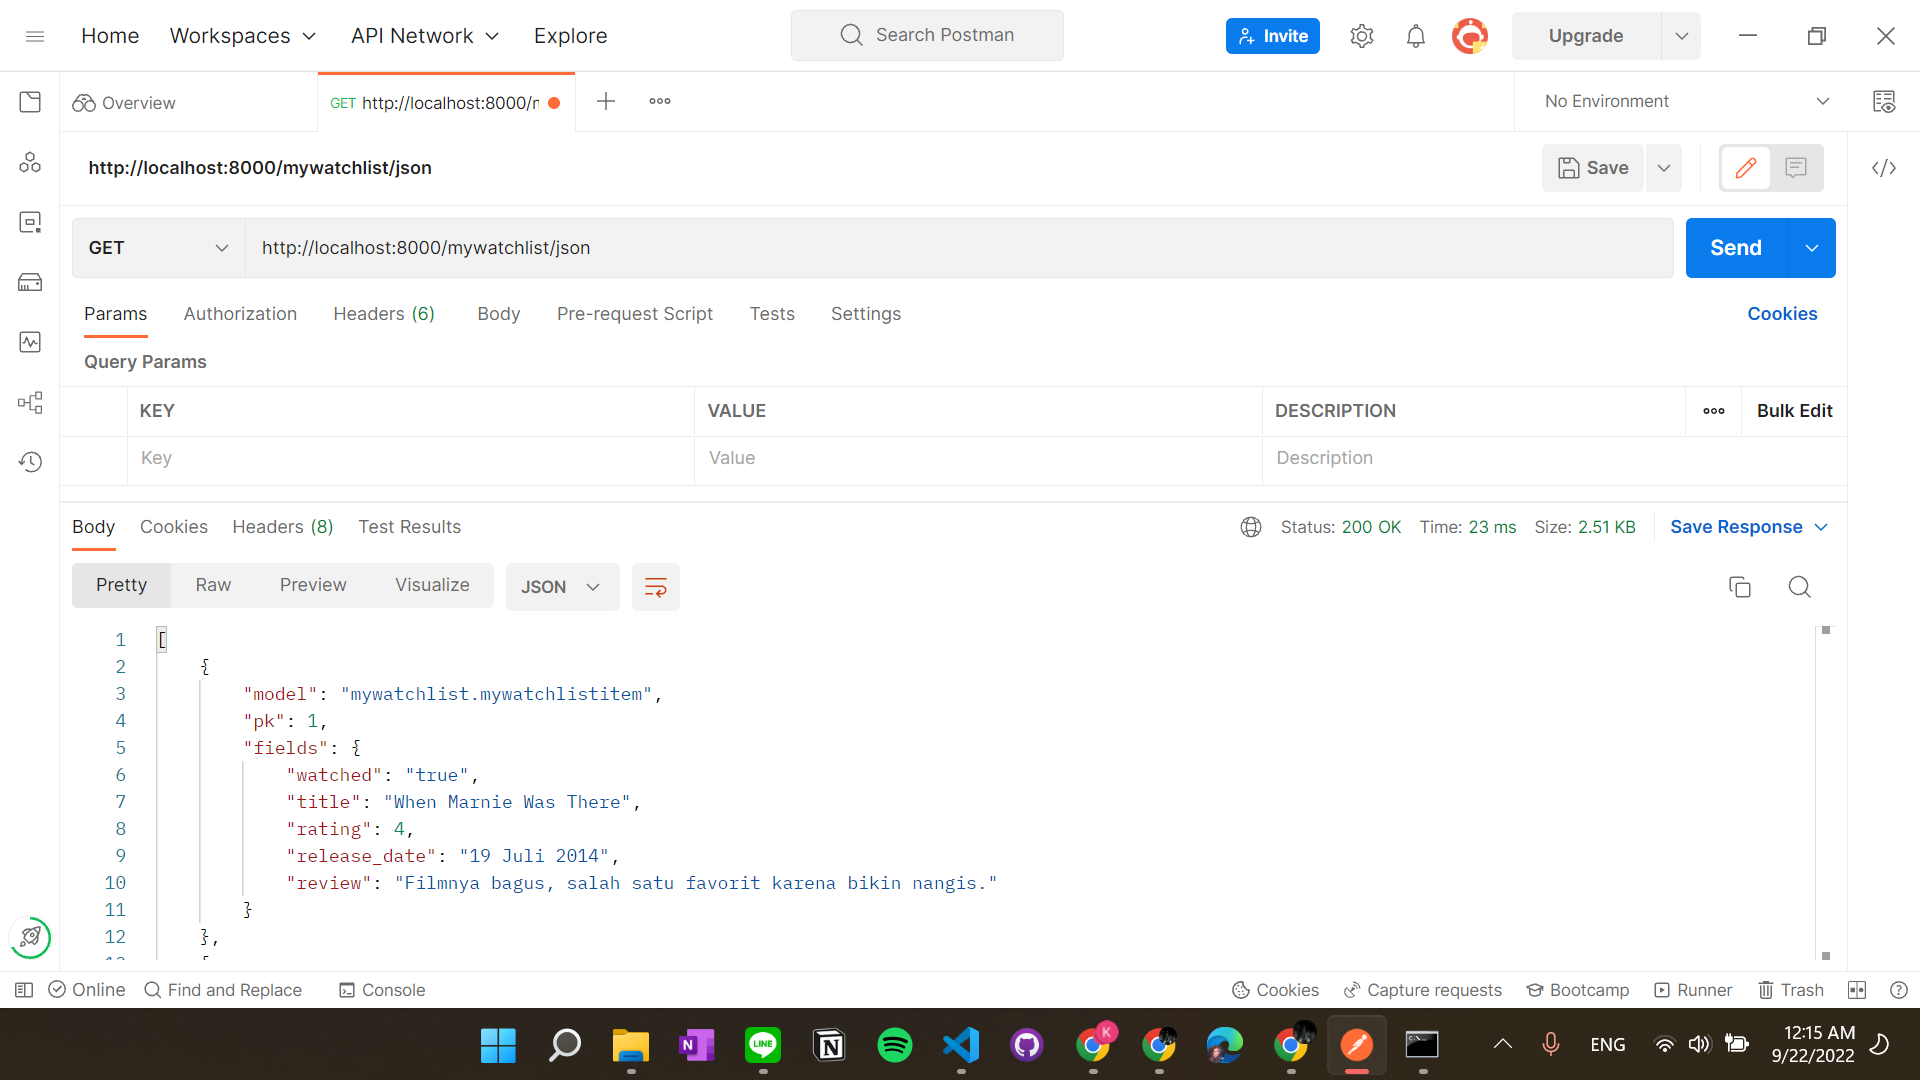 Home Workspaces API Network Explore Search Postman Invite Upgrade
Overview GET http://localhost:8000/ No Environment
http://localhost:8000/mywatchlist/json Save
GET http://localhost:8000/mywatchlist/json Send
Params Authorization Headers (6) Body Pre-request Script Tests Settings Cookies
Query Params
KEY VALUE DESCRIPTION Bulk Edit
Key Value Description
Body Cookies Headers (8) Test Results Status: 200 OK Time: 23 ms Size: 2.51 KB Save Response
Pretty Raw Preview Visualize JSON
1 [
2 {
3 "model": "mywatchlist.mywatchlistitem",
4 "pk": 1,
5 "fields": {
6 "watched": "true",
7 "title": "When Marnie Was There",
8 "rating": 4,
9 "release_date": "19 Juli 2014",
10 "review": "Filmnya bagus, salah satu favorit karena bikin nangis."
11 }
12 },
Online Find and Replace Console Cookies Capture requests Bootcamp Runner Trash
N LINE N K ENG 12:15 AM
9/22/2022